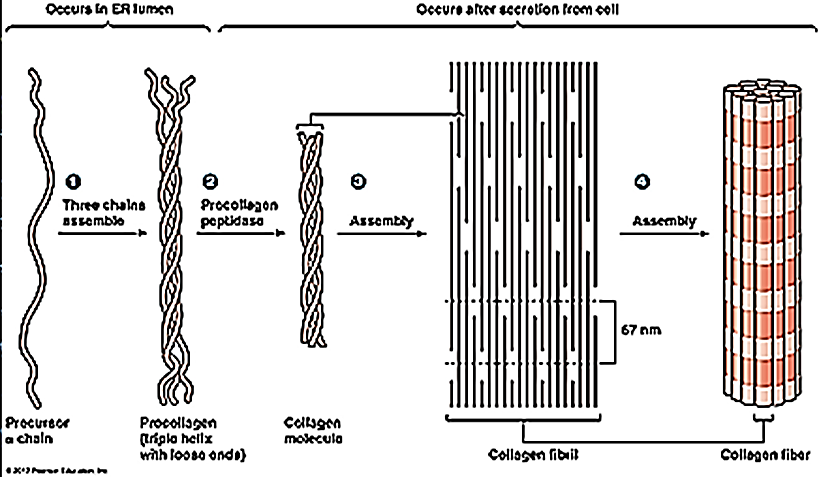 Occurs in ER lumen
Occurs after secretion from cell
1
Three chains
assemble
2
Procollagen
peptidase
3
Assembly
4
Assembly
67 nm
Precursor
α chain
Procollagen
(triple helix
with loose ends)
Collagen
molecule
Collagen fibril
Collagen fiber